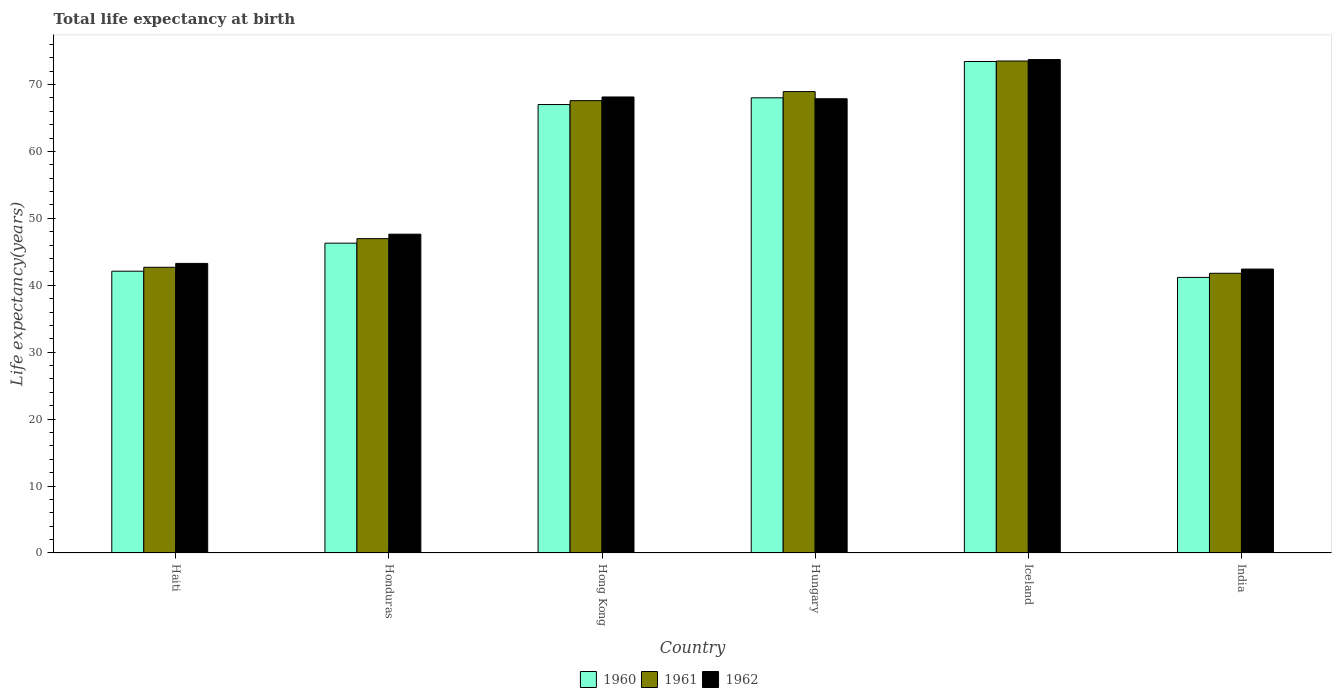 Total life expectancy at birth
Life expectancy(years)
70
60
50
40
30
20
10
0
Haiti
Honduras
Hong Kong
Hungary
Iceland
India
Country
1960
1961
1962